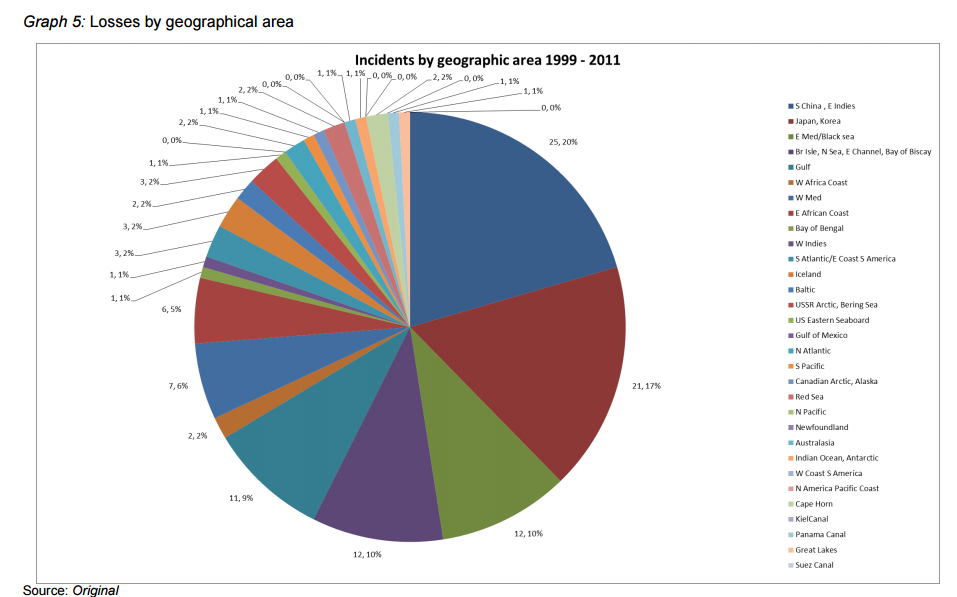 Graph 5: Losses by geographical area
Incidents by geographic area 1999 - 2011
25, 20%
21, 17%
12, 10%
12, 10%
11, 9%
2, 2%
7, 6%
6, 5%
1, 1%
1, 1%
3, 2%
3, 2%
2, 2%
3, 2%
1, 1%
0, 0%
2, 2%
1, 1%
1, 1%
2, 2%
0, 0%
0, 0%
1, 1%
1, 1%
0, 0%
0, 0%
2, 2%
0, 0%
1, 1%
1, 1%
0, 0%
S China , E Indies
Japan, Korea
E Med/Black sea
Br Isle, N Sea, E Channel, Bay of Biscay
Gulf
W Africa Coast
W Med
E African Coast
Bay of Bengal
W Indies
S Atlantic/E Coast S America
Iceland
Baltic
USSR Arctic, Bering Sea
US Eastern Seaboard
Gulf of Mexico
N Atlantic
S Pacific
Canadian Arctic, Alaska
Red Sea
N Pacific
Newfoundland
Australasia
Indian Ocean, Antarctic
W Coast S America
N America Pacific Coast
Cape Horn
KielCanal
Panama Canal
Great Lakes
Suez Canal
Source: Original